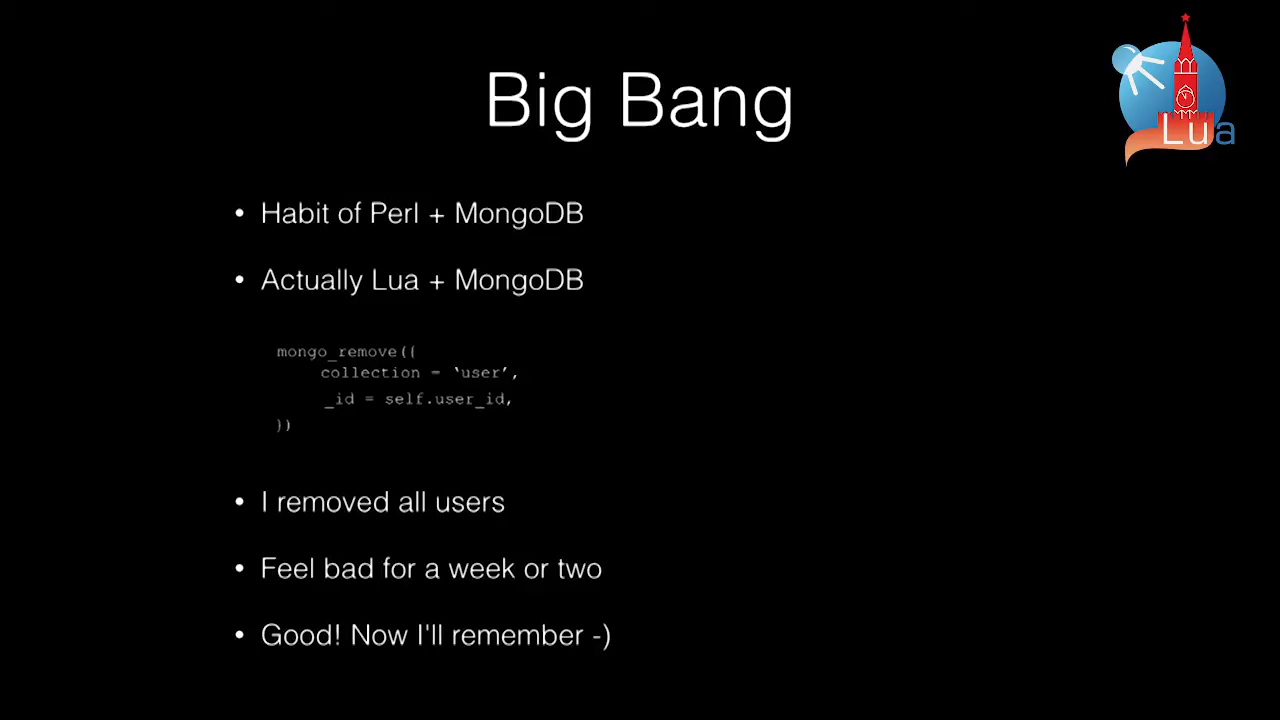 Big Bang
Lua
• Habit of Perl + MongoDB
• Actually Lua + MongoDB
mongo_remove({
collection = ‘user’,
_id = self.user_id,
})
• I removed all users
• Feel bad for a week or two
• Good! Now I'll remember -)